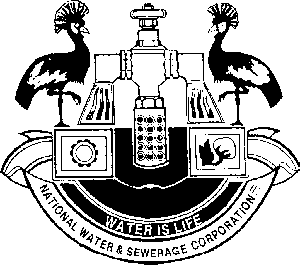 WATER IS LIFE
NATIONAL WATER & SEWERAGE CORPORATION